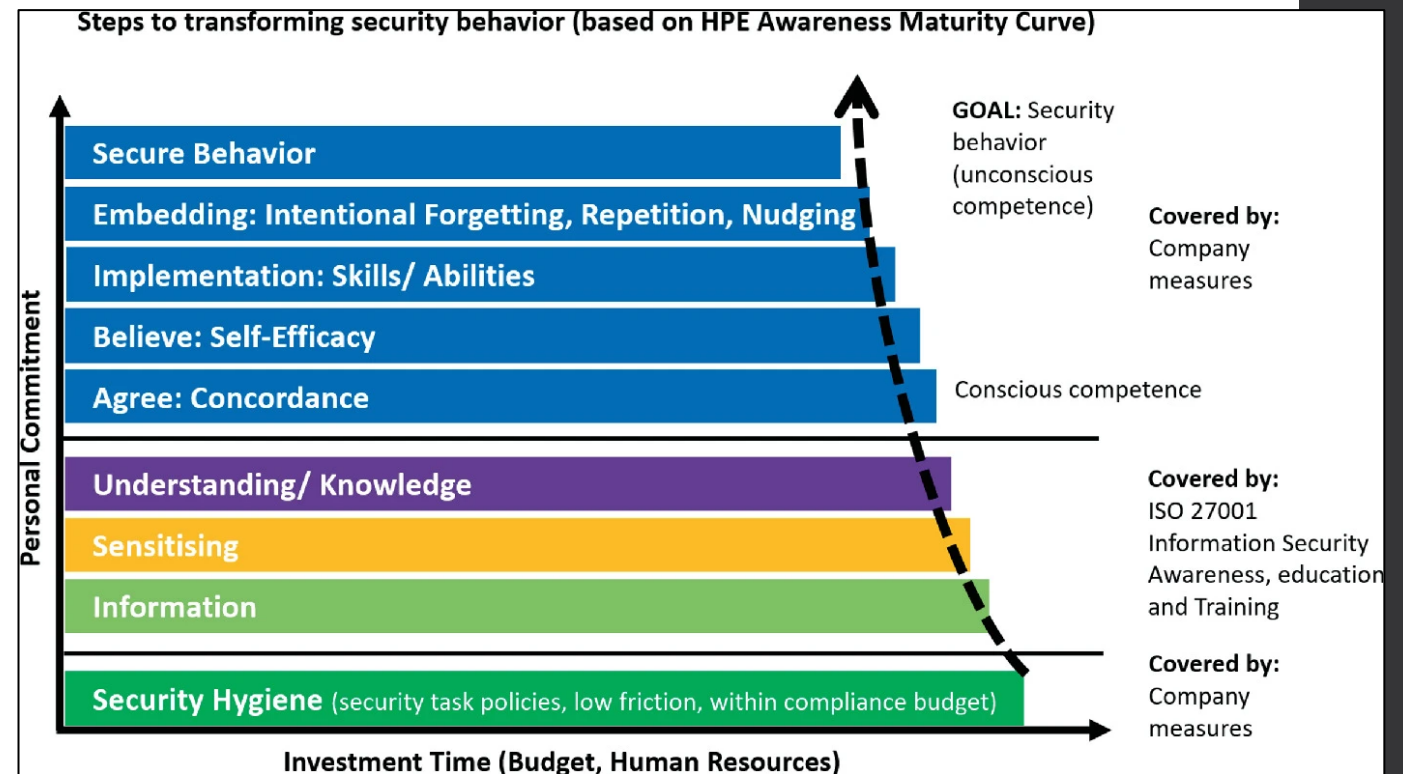 Steps to transforming security behavior (based on HPE Awareness Maturity Curve)
Personal Commitment
Secure Behavior
Embedding: Intentional Forgetting, Repetition, Nudging
Implementation: Skills/ Abilities
Believe: Self-Efficacy
Agree: Concordance
Understanding/ Knowledge
Sensitising
Information
Security Hygiene (security task policies, low friction, within compliance budget)
GOAL: Security
behavior
(unconscious
competence)
Conscious competence
Covered by:
Company
measures
Covered by:
ISO 27001
Information Security
Awareness, education
and Training
Covered by:
Company
measures
Investment Time (Budget, Human Resources)